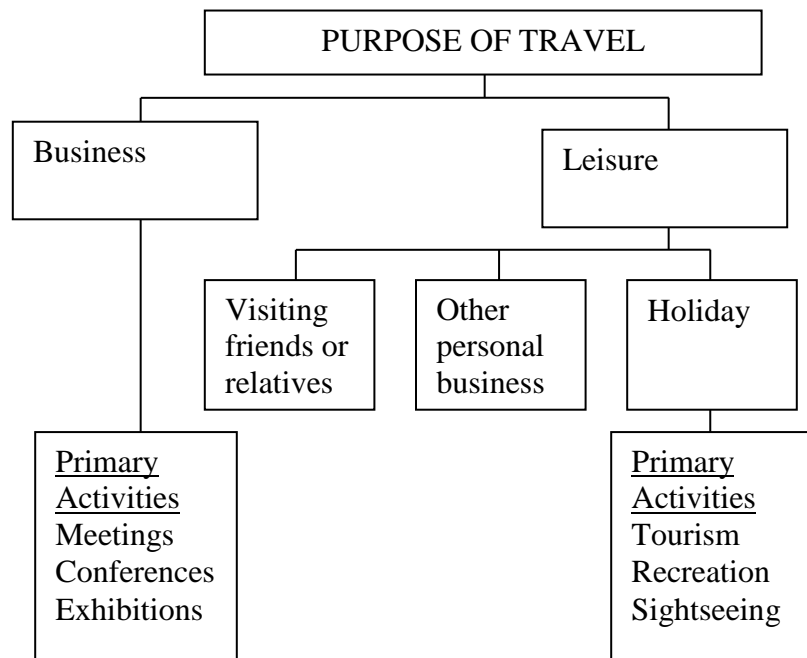 PURPOSE OF TRAVEL
Business
Leisure
Visiting
friends or
relatives
Other
personal
business
Holiday
Primary
Activities
Meetings
Conferences
Exhibitions
Primary
Activities
Tourism
Recreation
Sightseeing